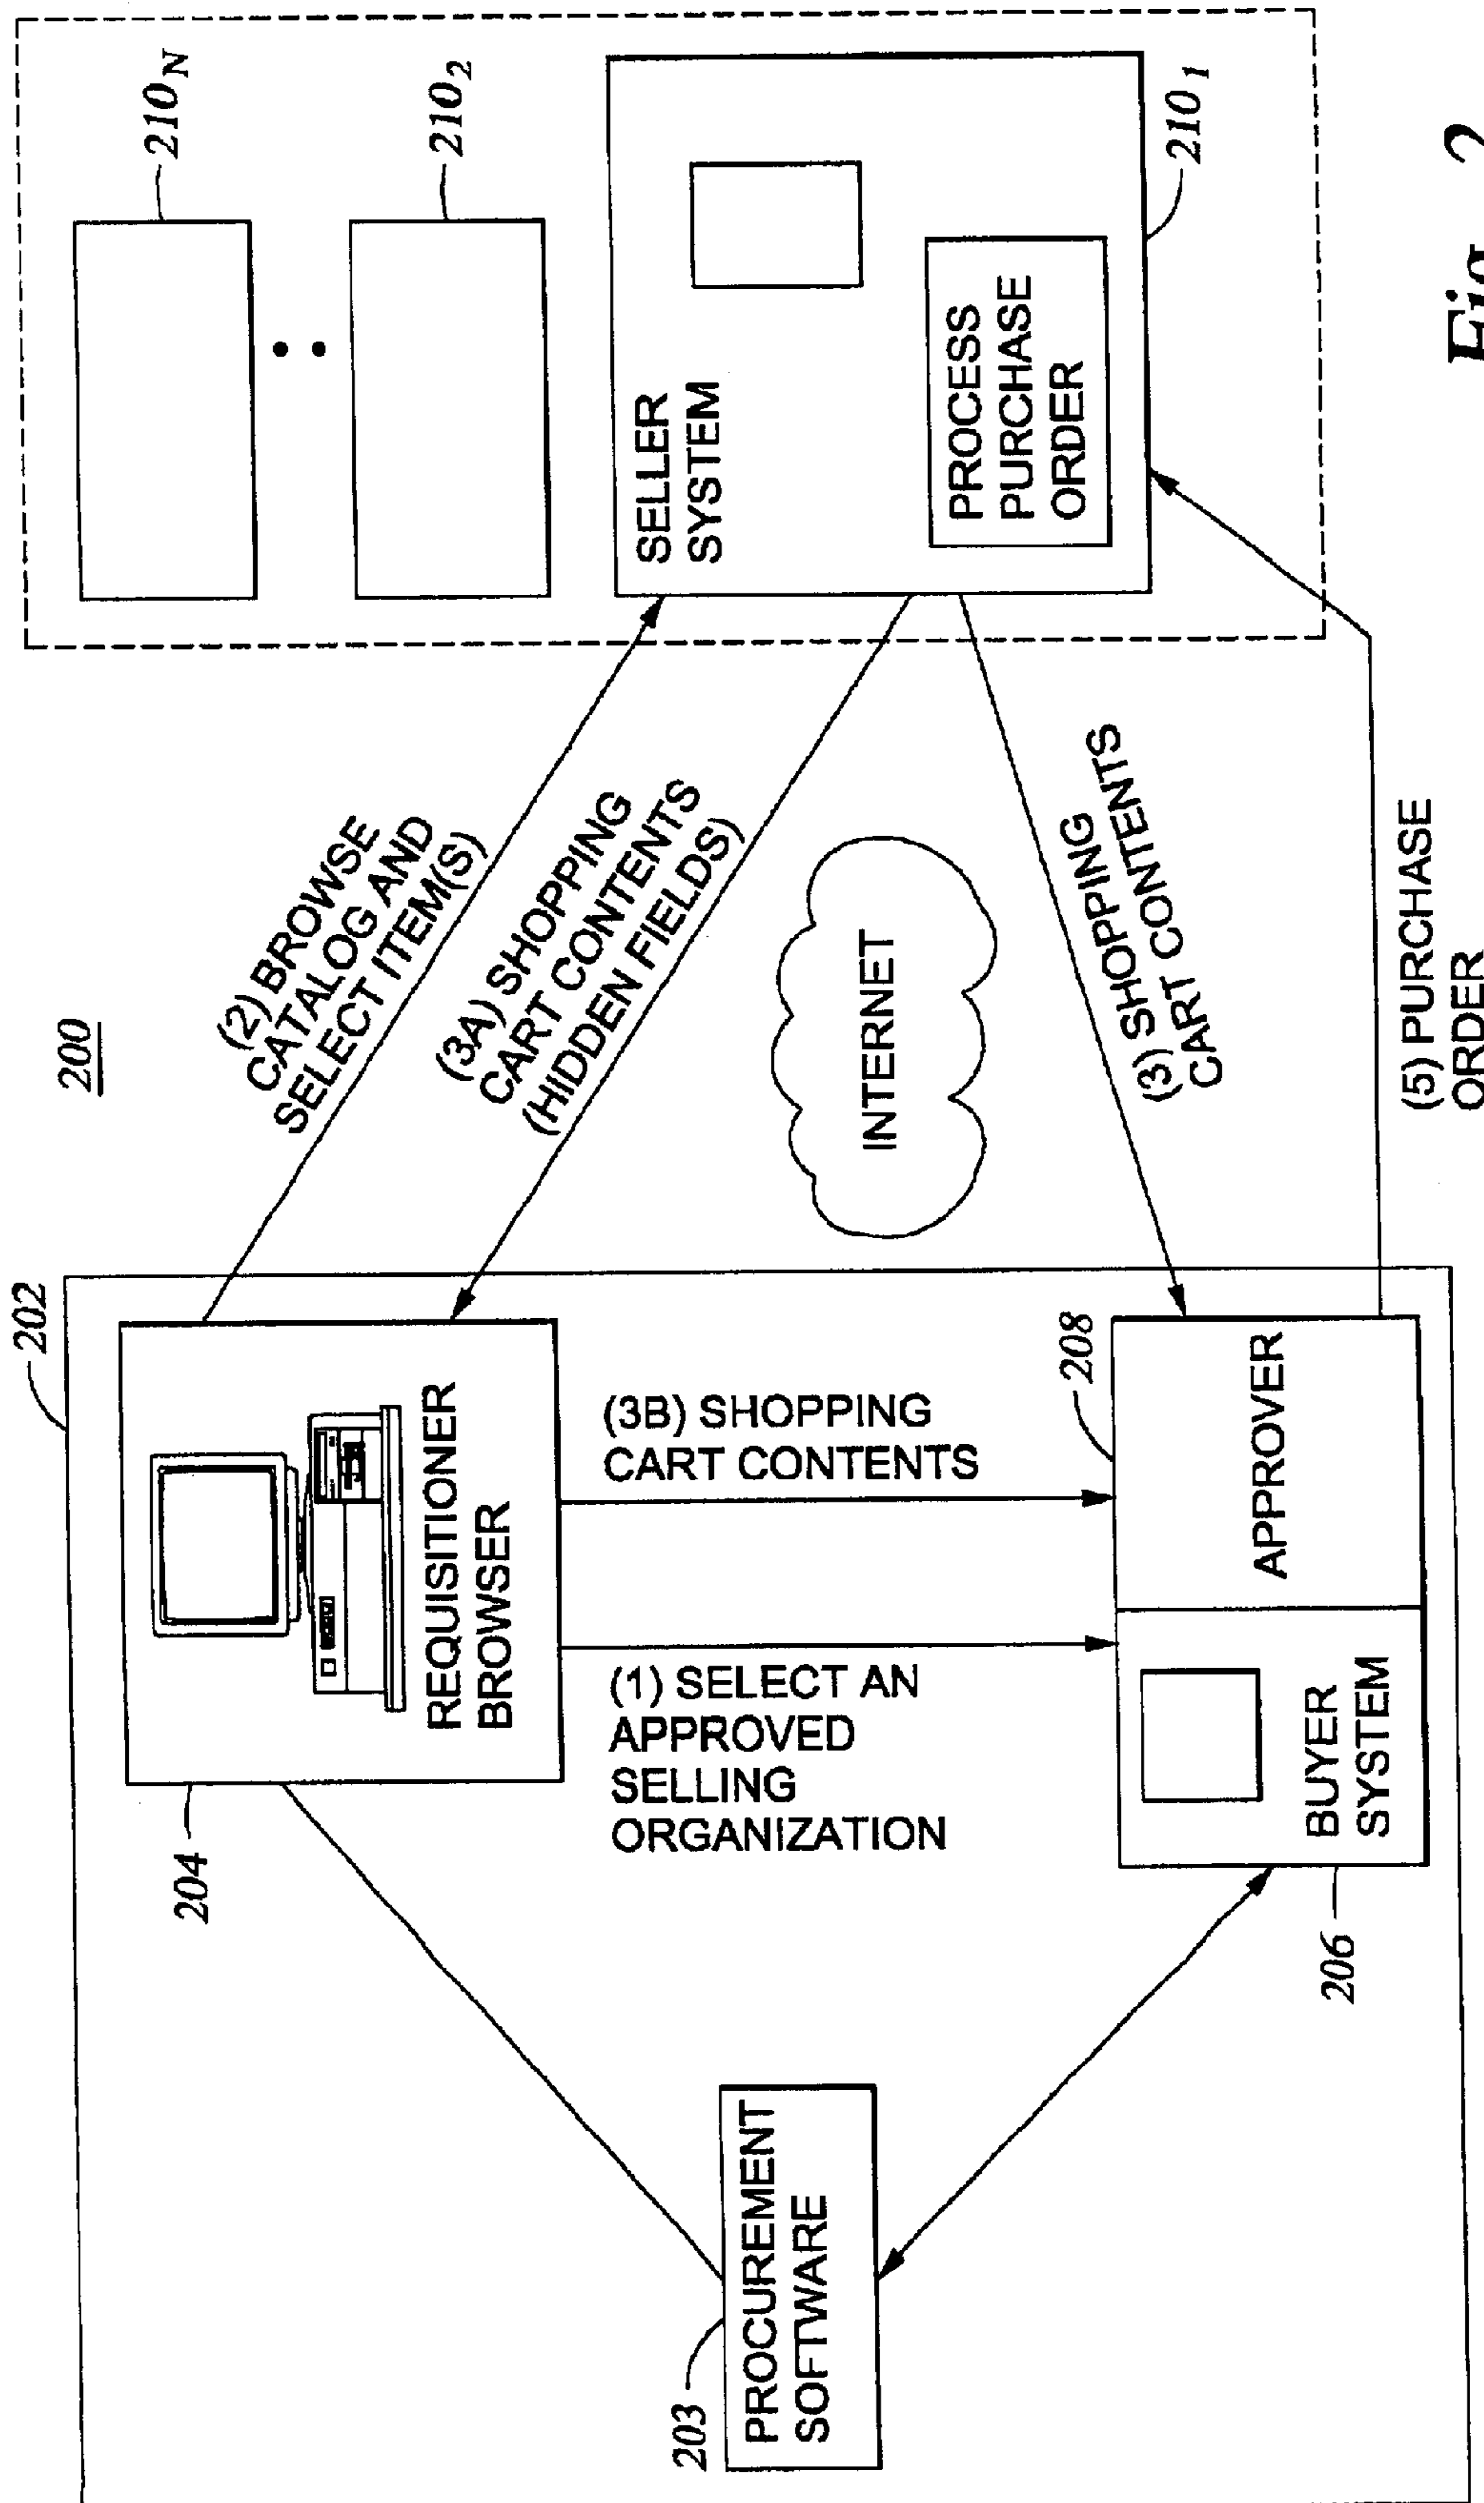 200
202
204
REQUISITIONER
BROWSER
(2) BROWSE
CATALOG AND
SELECT ITEM(S)
(3A) SHOPPING
CART CONTENTS
(HIDDEN FIELDS)
210N
2102
SELLER
SYSTEM
PROCESS
PURCHASE
ORDER
2101
203
PROCUREMENT
SOFTWARE
(1) SELECT AN
APPROVED
SELLING
ORGANIZATION
(3B) SHOPPING
CART CONTENTS
INTERNET
(3) SHOPPING
CART CONTENTS
208
APPROVER
BUYER
SYSTEM
206
(5) PURCHASE
ORDER
Fig. 2